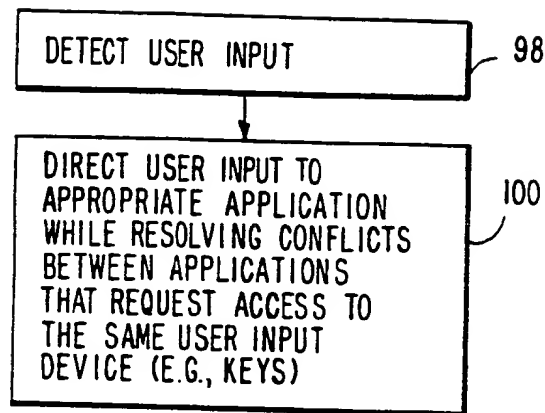 DETECT USER INPUT
98
DIRECT USER INPUT TO
APPROPRIATE APPLICATION
WHILE RESOLVING CONFLICTS
BETWEEN APPLICATIONS
THAT REQUEST ACCESS TO
THE SAME USER INPUT
DEVICE (E.G., KEYS)
100